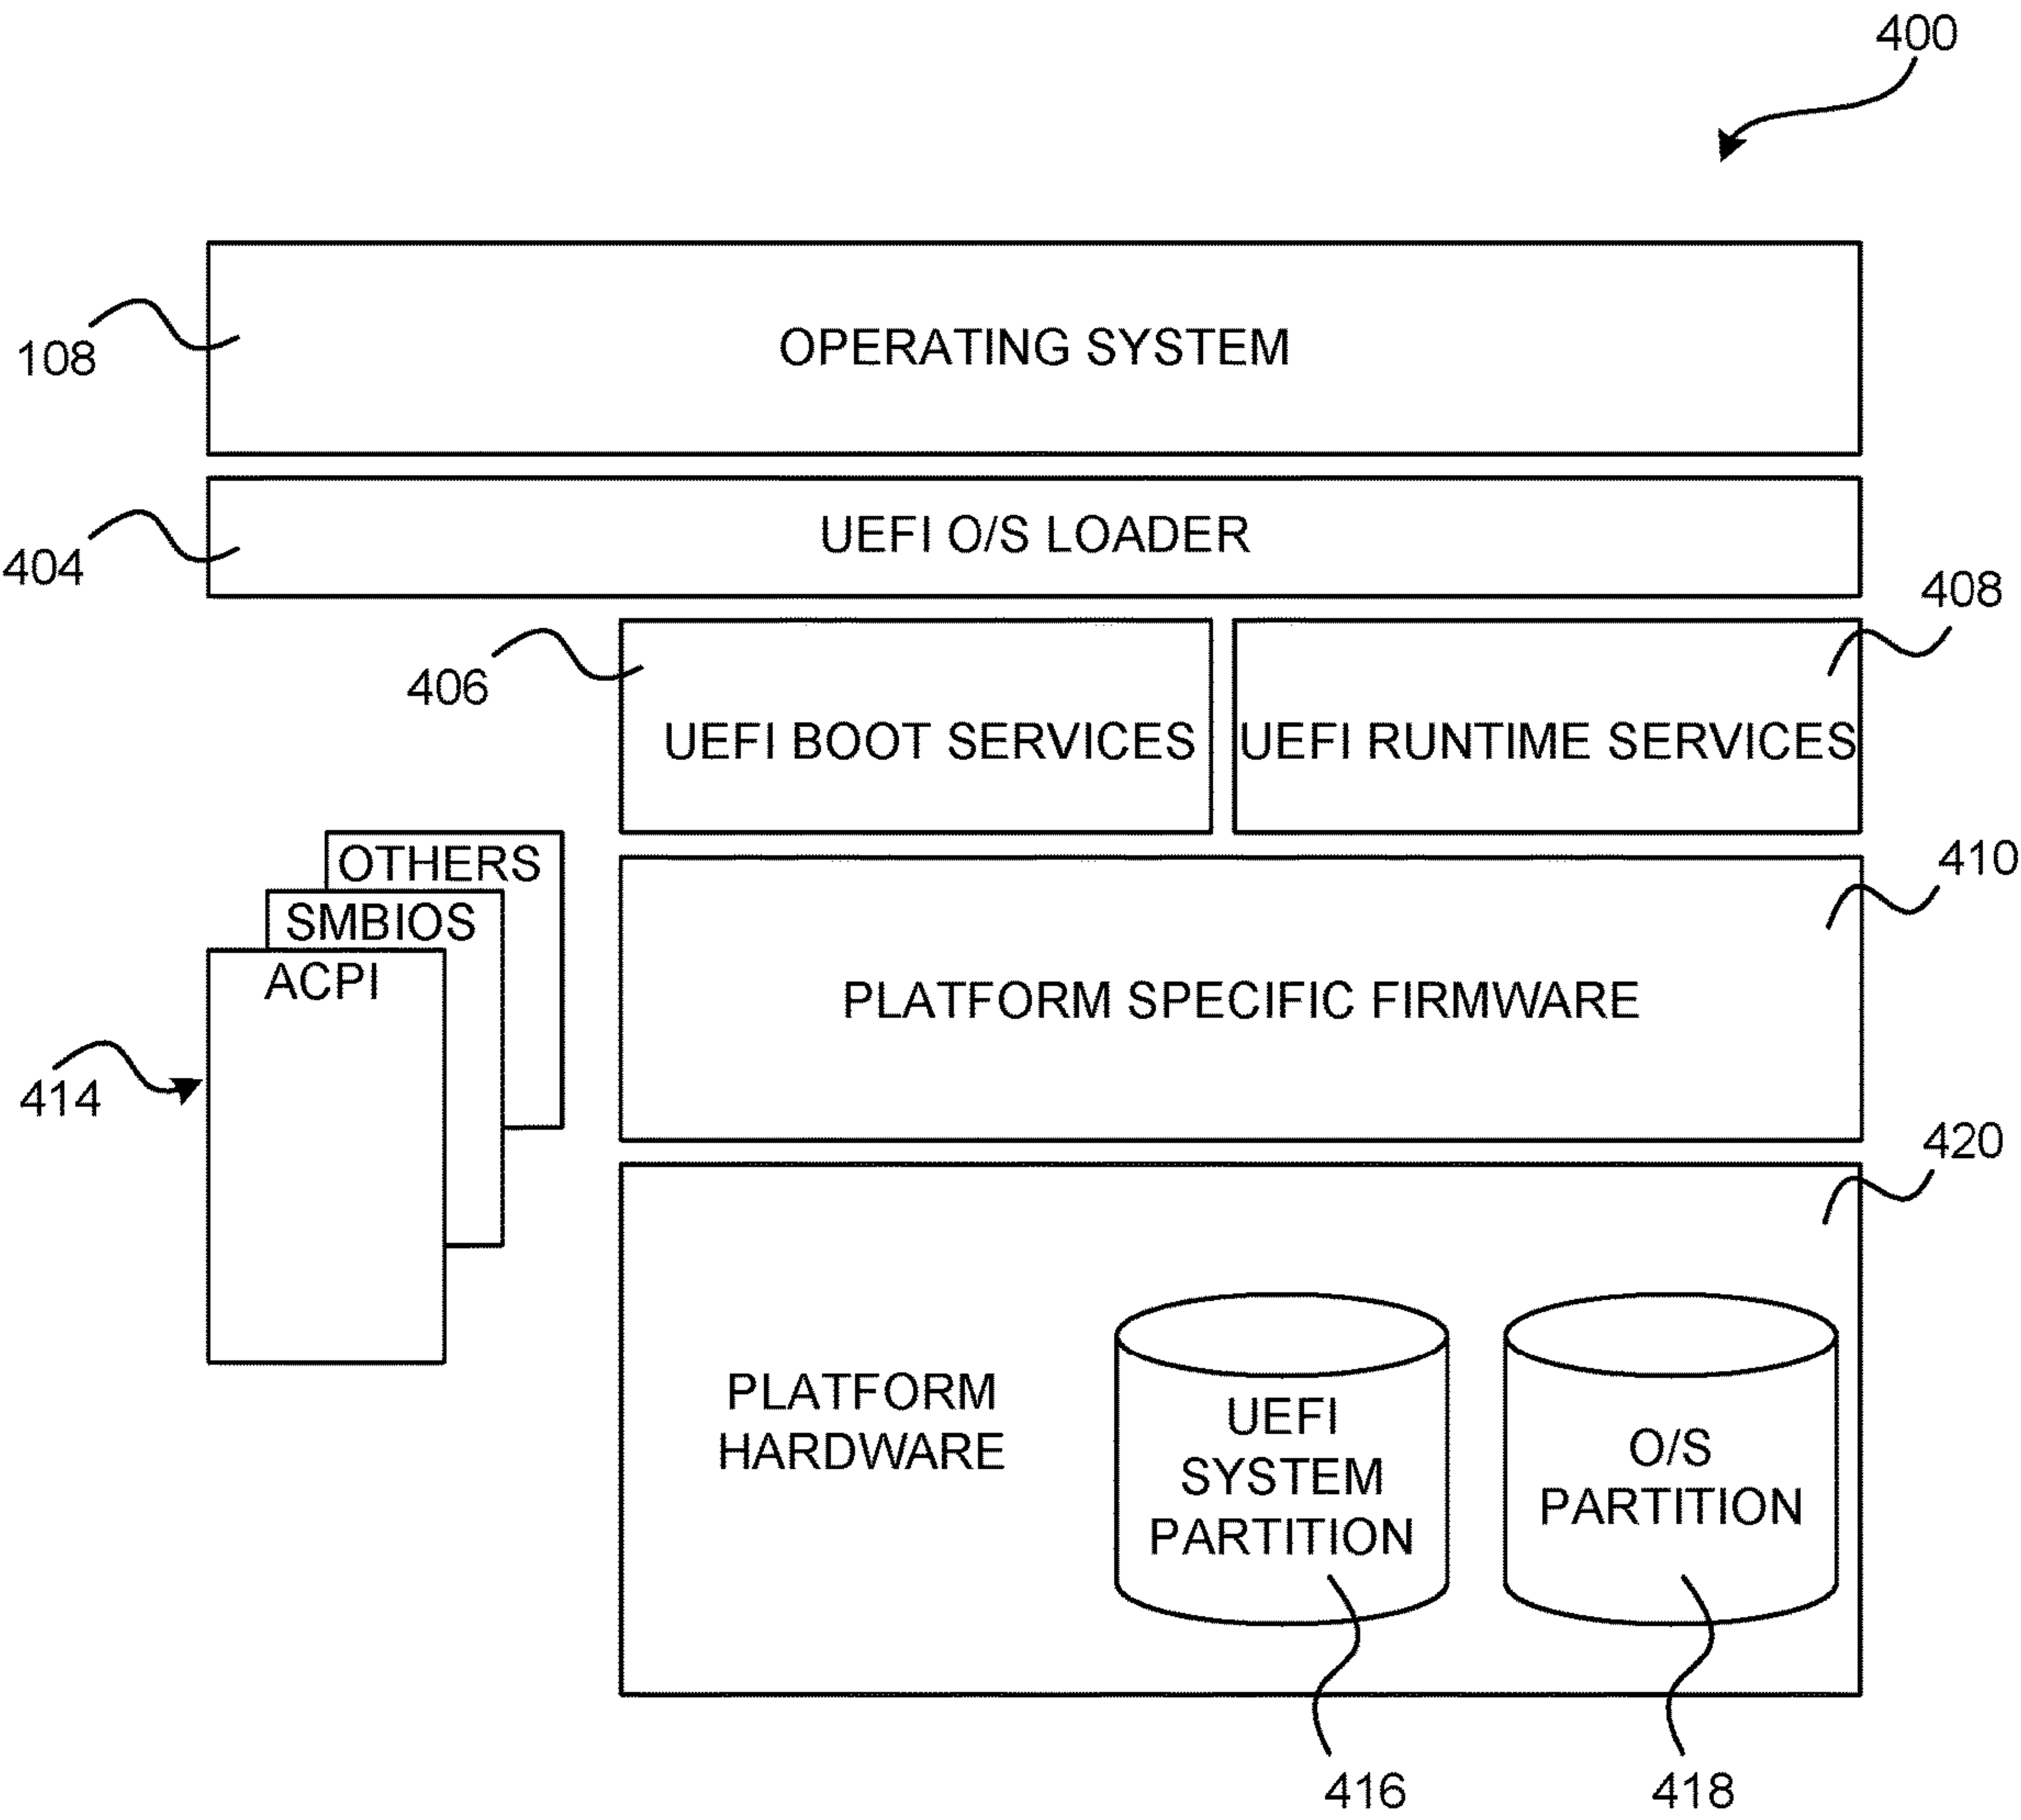 400
OPERATING SYSTEM
108
UEFI O/S LOADER
404
408
406
UEFI BOOT SERVICES
UEFI RUNTIME SERVICES
OTHERS
SMBIOS
ACPI
410
PLATFORM SPECIFIC FIRMWARE
414
420
PLATFORM
HARDWARE
UEFI
SYSTEM
PARTITION
O/S
PARTITION
416
418